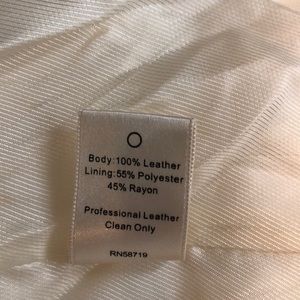 Body:100% Leather
Lining:55% Polyester
45% Rayon
Professional Leather
Clean Only
RN58719